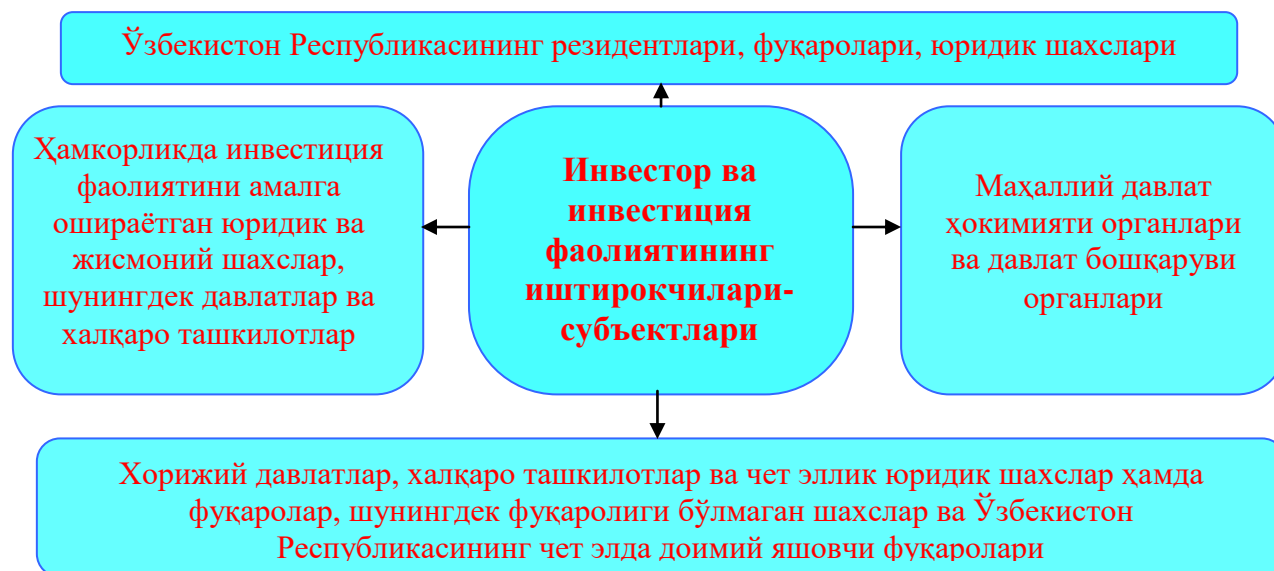 Ўзбекистон Республикасининг резидентлари, фуқаролари, юридик шахслари
Ҳамкорликда инвестиция
фаолиятини амалга
ошираётган юридик ва
жисмоний шахслар,
шунингдек давлатлар ва
халқаро ташкилотлар
Инвестор ва
инвестиция
фаолиятининг
иштирокчилари-
субъектлари
Маҳаллий давлат
ҳокимияти органлари
ва давлат бошқаруви
органлари
Хорижий давлатлар, халқаро ташкилотлар ва чет эллик юридик шахслар ҳамда
фуқаролар, шунингдек фуқаролиги бўлмаган шахслар ва Ўзбекистон
Республикасининг чет элда доимий яшовчи фуқаролари